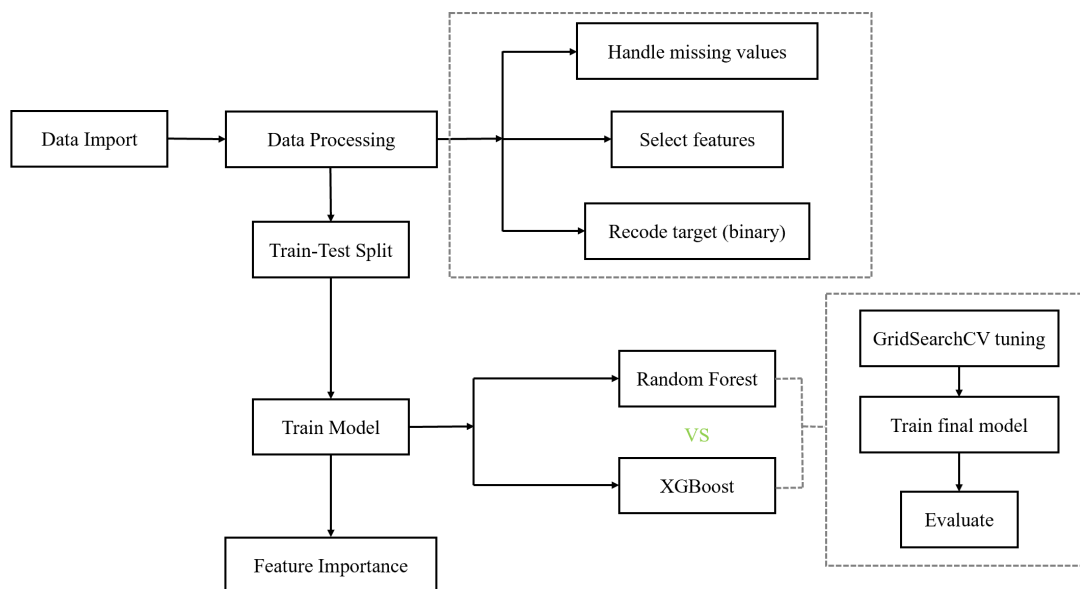 Handle missing values
Data Import
Data Processing
Select features
Recode target (binary)
Train-Test Split
GridSearchCV tuning
Random Forest
Train Model
VS
Train final model
XGBoost
Evaluate
Feature Importance